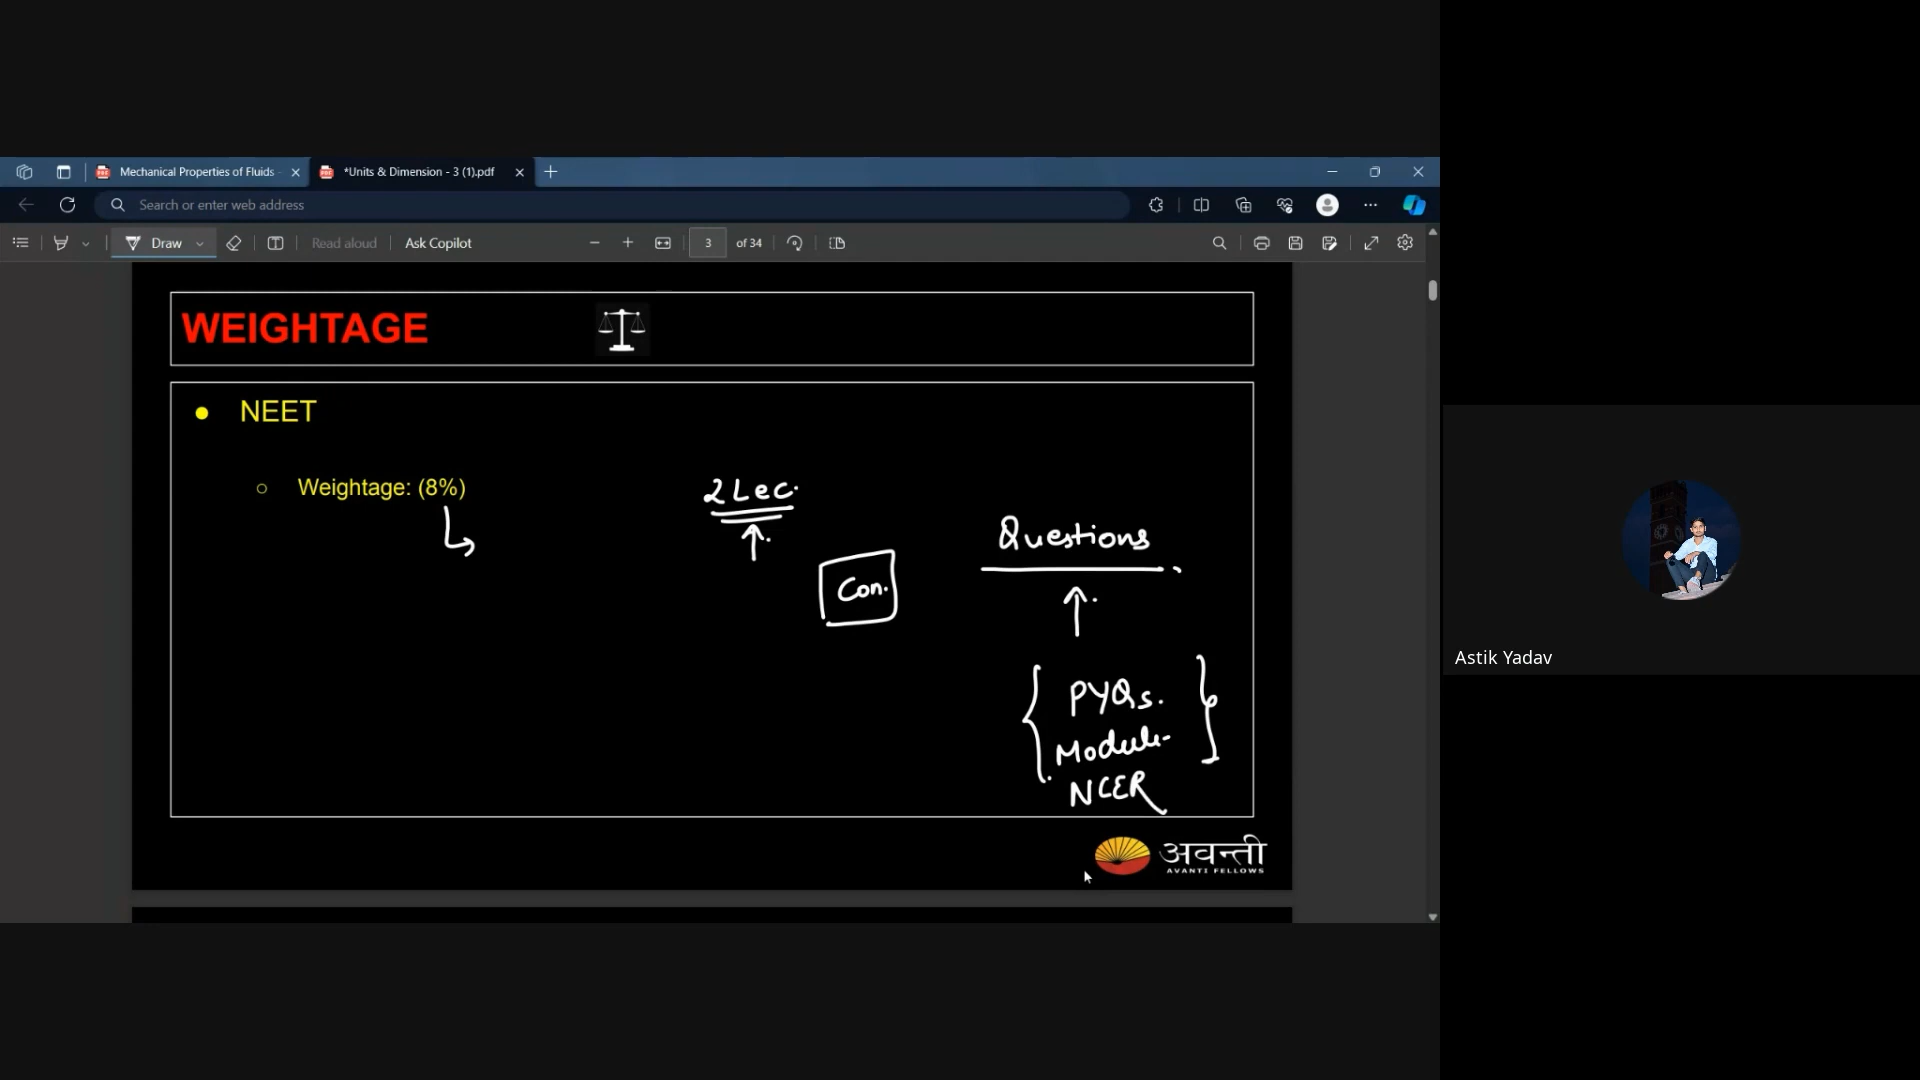 Mechanical Properties of Fluids
*Units & Dimension - 3 (1).pdf
Search or enter web address
Draw
Read aloud
Ask Copilot
3
of 34
WEIGHTAGE
NEET
Weightage: (8%)
2 Lec.
Questions
Con.
PYQs.
Module
NCER
अवन्ती
AVANTI FELLOWS
Astik Yadav